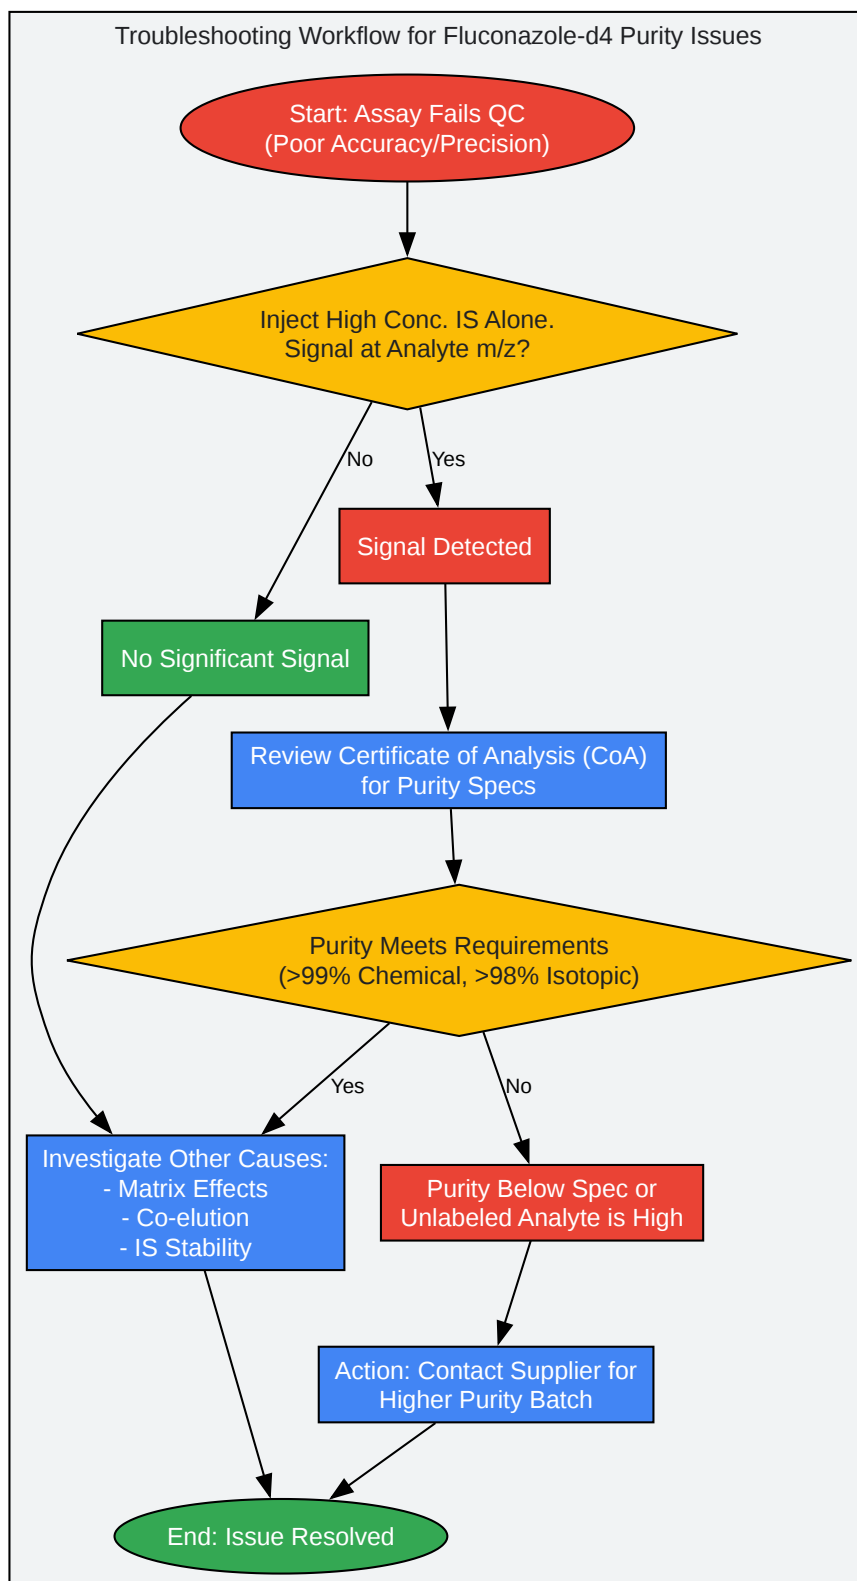 Troubleshooting Workflow for Fluconazole-d4 Purity Issues
Start: Assay Fails QC
(Poor Accuracy/Precision)
Inject High Conc. IS Alone.
Signal at Analyte m/z?
No
Yes
Signal Detected
No Significant Signal
Review Certificate of Analysis (CoA)
for Purity Specs
Purity Meets Requirements
(>99% Chemical, >98% Isotopic)
Yes
No
Investigate Other Causes:
- Matrix Effects
- Co-elution
- IS Stability
Purity Below Spec or
Unlabeled Analyte is High
Action: Contact Supplier for
Higher Purity Batch
End: Issue Resolved